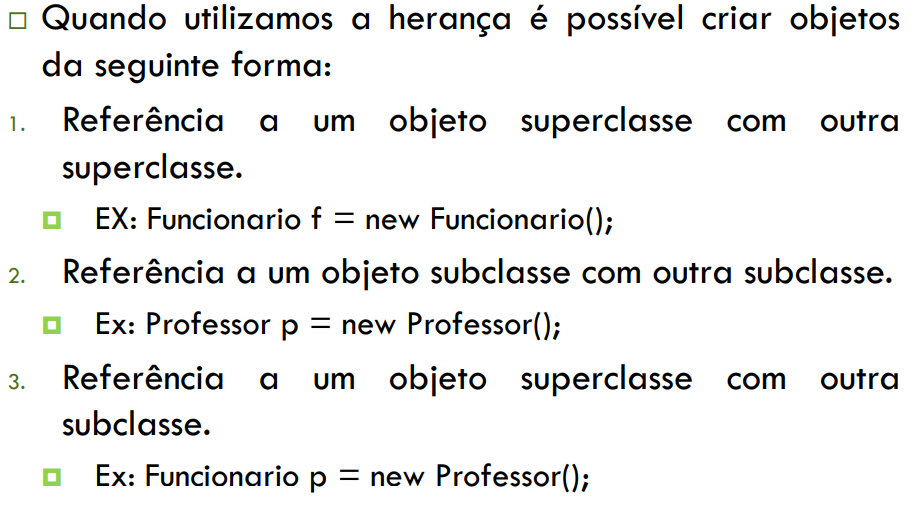 Quando utilizamos a herança é possível criar objetos
da seguinte forma:
1. Referência a um objeto superclasse com outra
superclasse.
EX: Funcionario f = new Funcionario();
2. Referência a um objeto subclasse com outra subclasse.
Ex: Professor p = new Professor();
3. Referência a um objeto superclasse com outra
subclasse.
Ex: Funcionario p = new Professor();